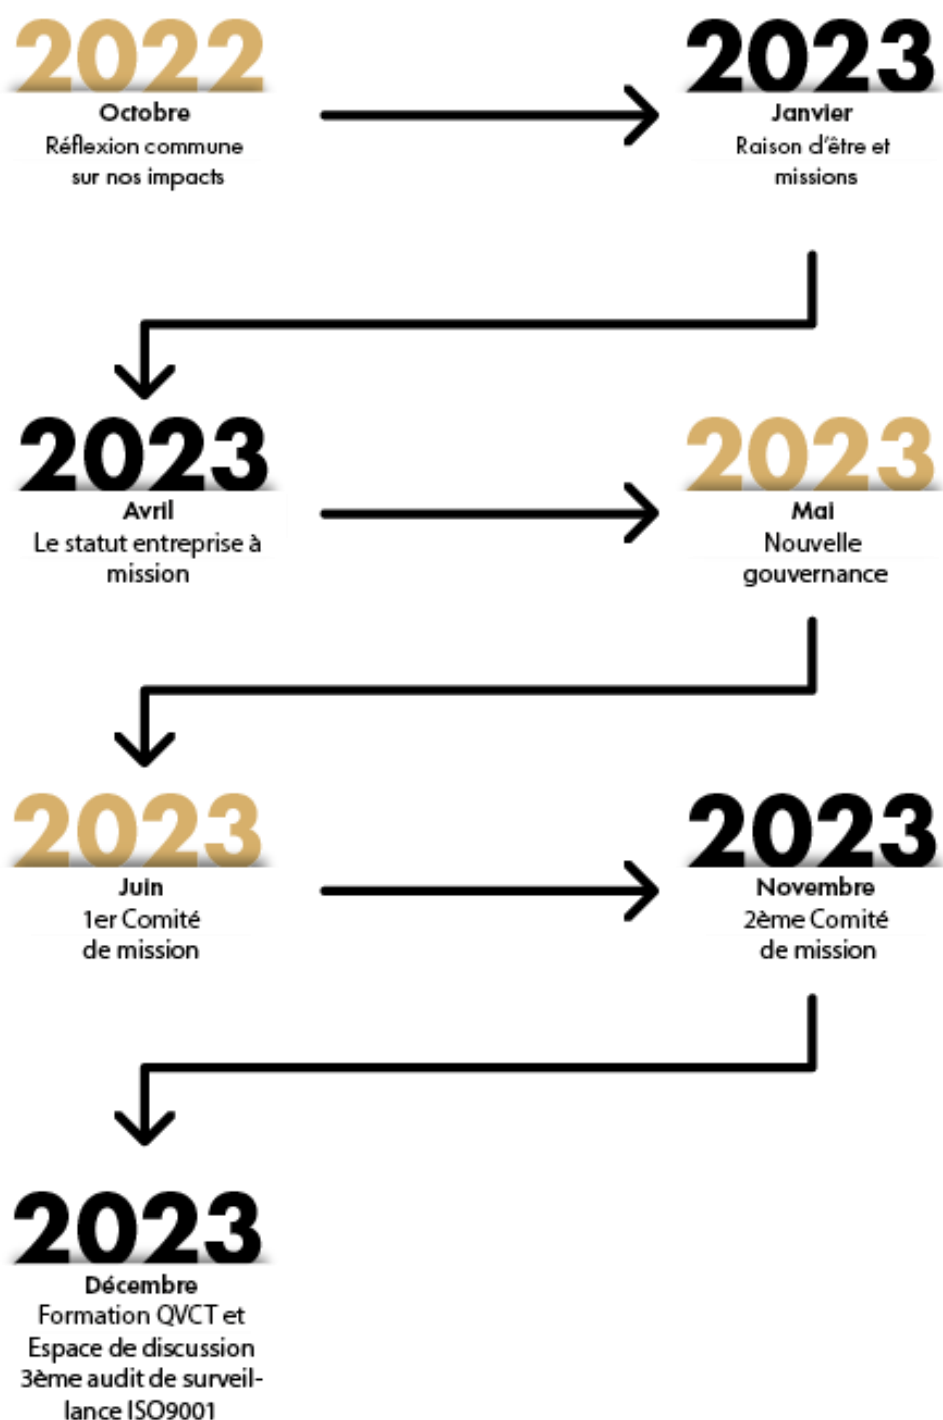 2022
Octobre
Réflexion commune
sur nos impacts
2023
Janvier
Raison d'être et
missions
2023
Avril
Le statut entreprise à
mission
2023
Mai
Nouvelle
gouvernance
2023
Juin
1er Comité
de mission
2023
Novembre
2ème Comité
de mission
2023
Décembre
Formation QVCT et
Espace de discussion
3ème audit de surveil-
lance ISO9001